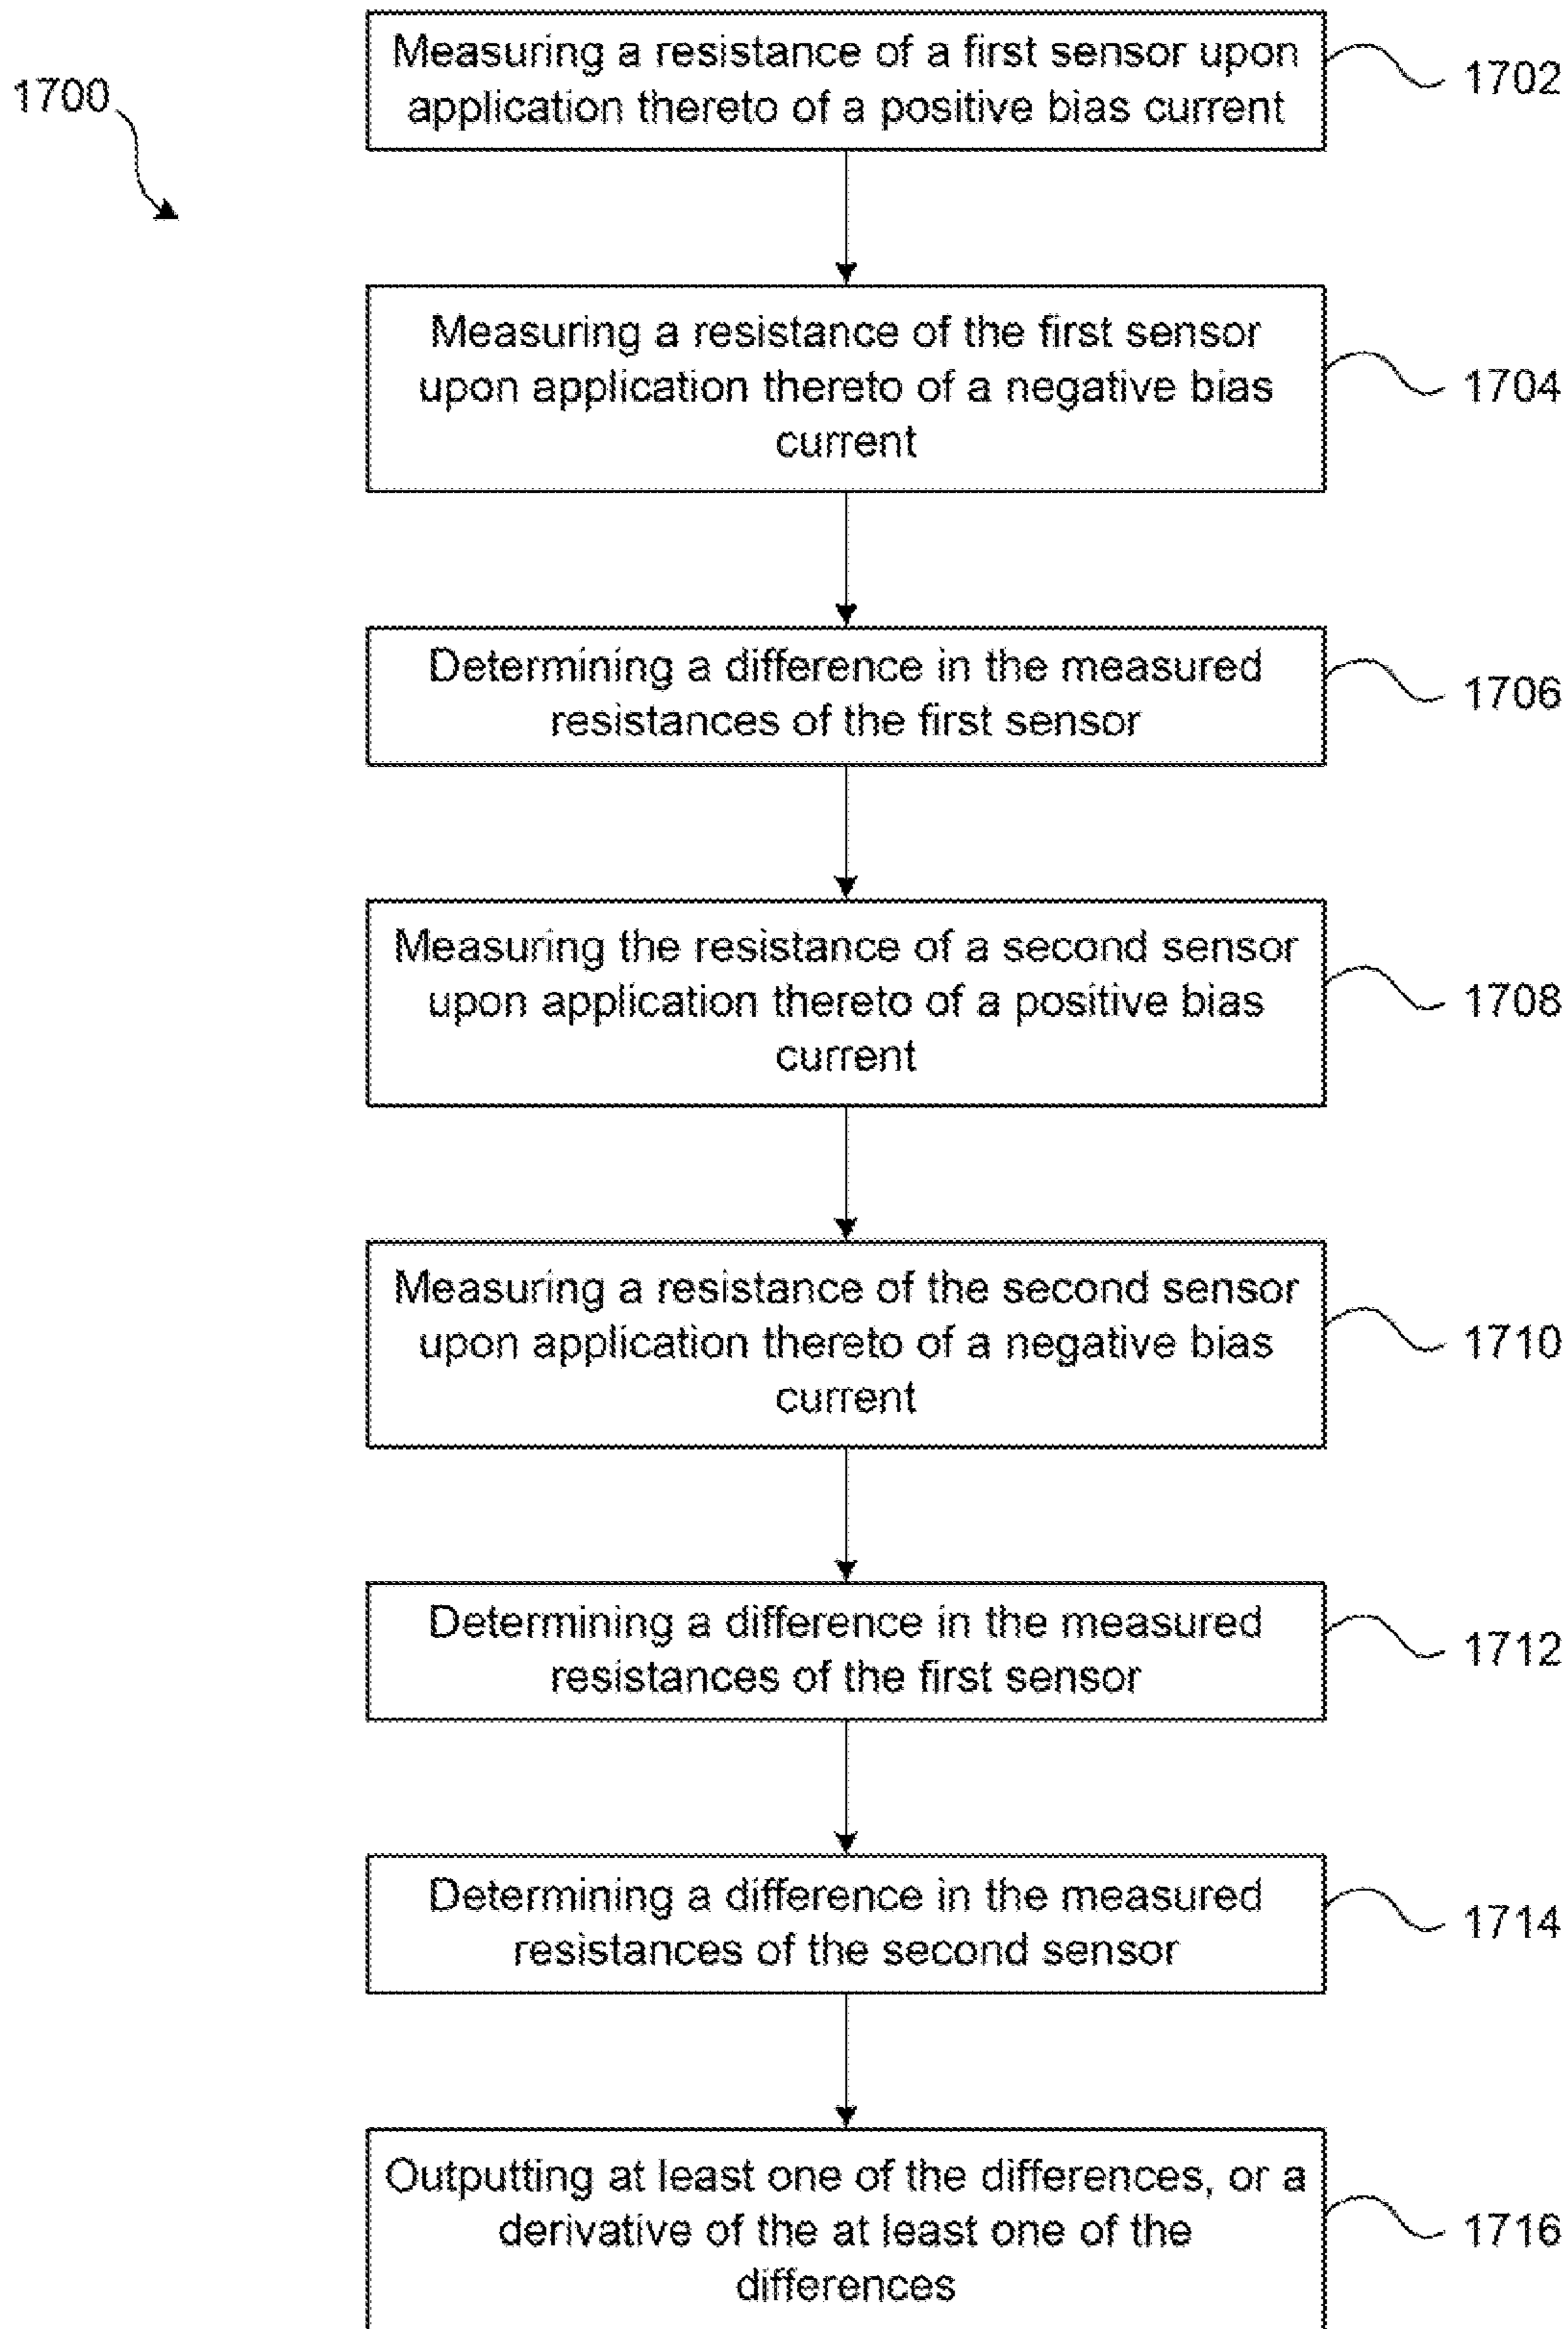 1700
Measuring a resistance of a first sensor upon
application thereto of a positive bias current
1702
Measuring a resistance of the first sensor
upon application thereto of a negative bias
current
1704
Determining a difference in the measured
resistances of the first sensor
1706
Measuring the resistance of a second sensor
upon application thereto of a positive bias
current
1708
Measuring a resistance of the second sensor
upon application thereto of a negative bias
current
1710
Determining a difference in the measured
resistances of the first sensor
1712
Determining a difference in the measured
resistances of the second sensor
1714
Outputting at least one of the differences, or a
derivative of the at least one of the
differences
1716